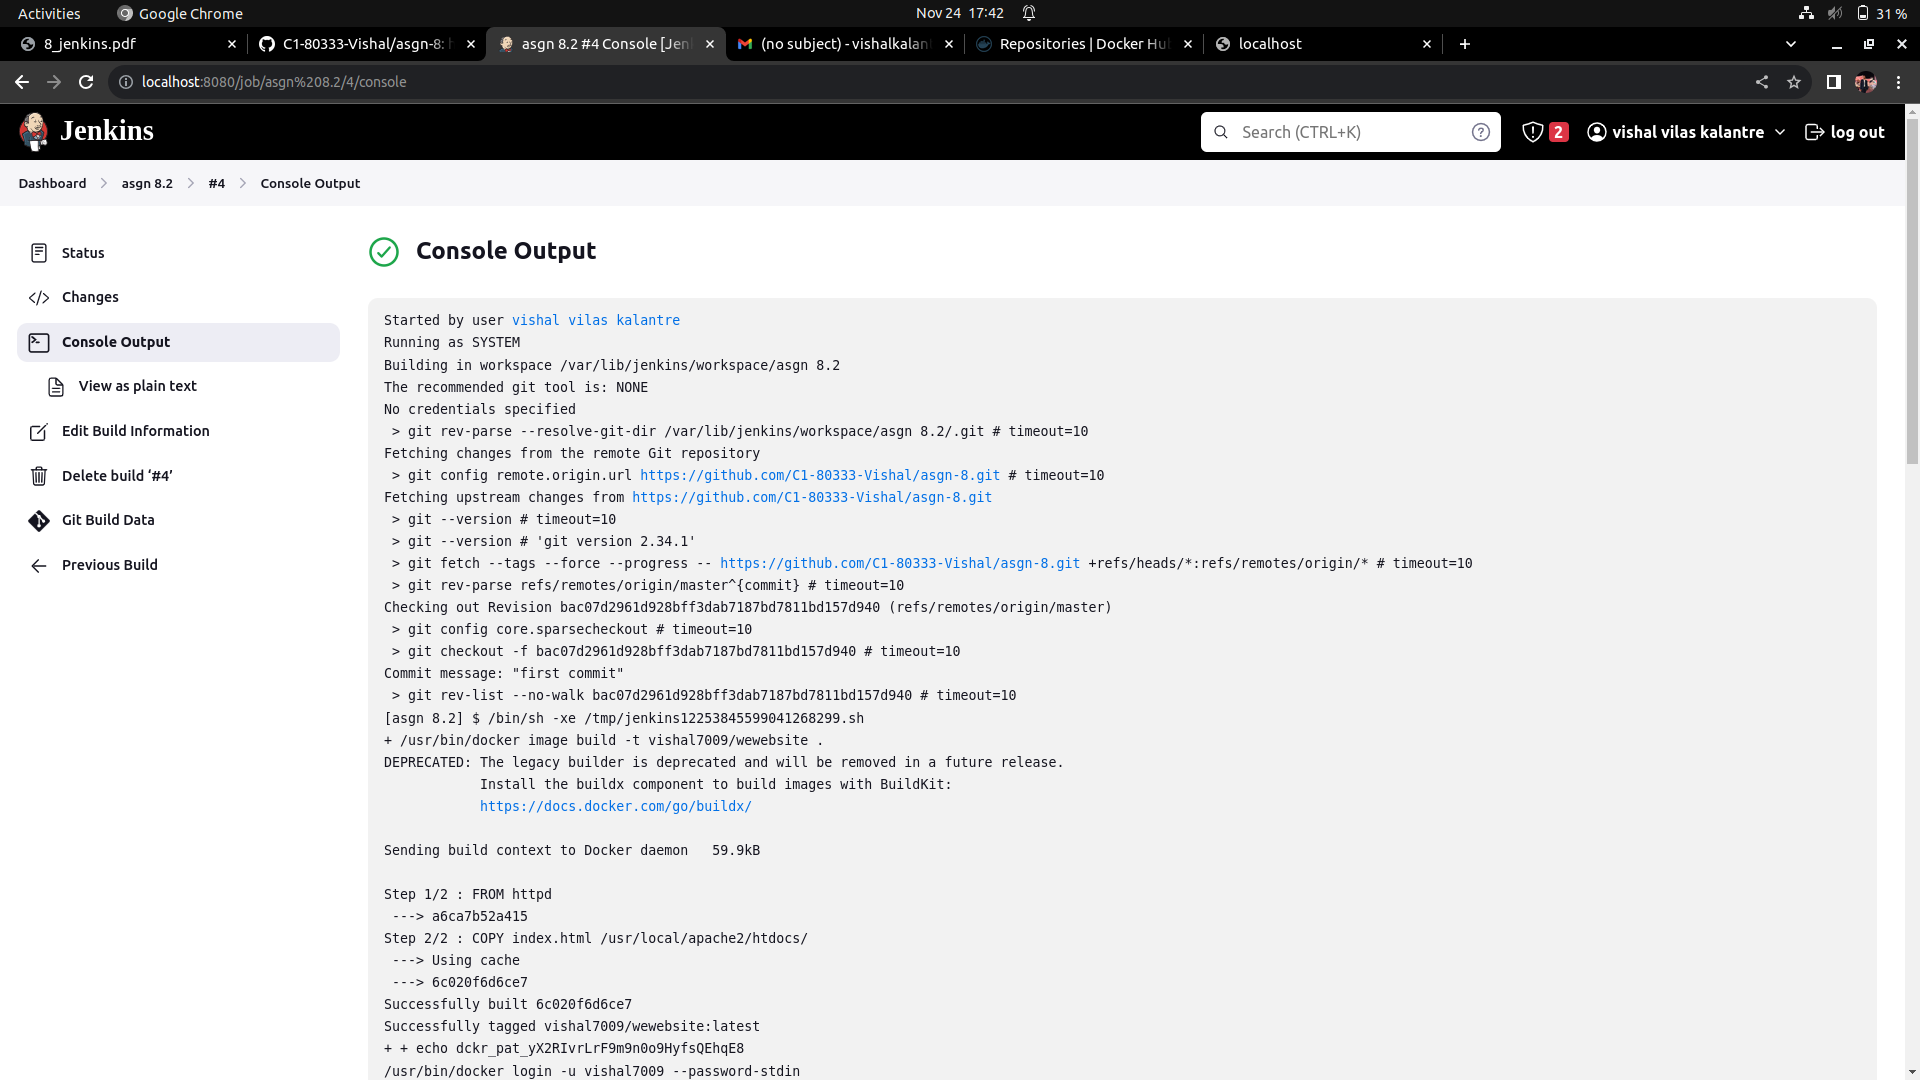 Activities Google Chrome Nov 24 17:42 31 %
8_jenkins.pdf C1-80333-Vishal/asgn-8: asgn 8.2 #4 Console [Jen (no subject) - vishalkalan Repositories | Docker Hu localhost
localhost:8080/job/asgn%208.2/4/console
Jenkins Search (CTRL+K) 2 vishal vilas kalantre log out
Dashboard asgn 8.2 #4 Console Output
Status
Changes
Console Output
View as plain text
Edit Build Information
Delete build ‘#4’
Git Build Data
Previous Build
Console Output
Started by user vishal vilas kalantre
Running as SYSTEM
Building in workspace /var/lib/jenkins/workspace/asgn 8.2
The recommended git tool is: NONE
No credentials specified
> git rev-parse --resolve-git-dir /var/lib/jenkins/workspace/asgn 8.2/.git # timeout=10
Fetching changes from the remote Git repository
> git config remote.origin.url https://github.com/C1-80333-Vishal/asgn-8.git # timeout=10
Fetching upstream changes from https://github.com/C1-80333-Vishal/asgn-8.git
> git --version # timeout=10
> git --version # 'git version 2.34.1'
> git fetch --tags --force --progress -- https://github.com/C1-80333-Vishal/asgn-8.git +refs/heads/*:refs/remotes/origin/* # timeout=10
> git rev-parse refs/remotes/origin/master^{commit} # timeout=10
Checking out Revision bac07d2961d928bff3dab7187bd7811bd157d940 (refs/remotes/origin/master)
> git config core.sparsecheckout # timeout=10
> git checkout -f bac07d2961d928bff3dab7187bd7811bd157d940 # timeout=10
Commit message: "first commit"
> git rev-list --no-walk bac07d2961d928bff3dab7187bd7811bd157d940 # timeout=10
[asgn 8.2] $ /bin/sh -xe /tmp/jenkins12253845599041268299.sh
+ /usr/bin/docker image build -t vishal7009/wewebsite .
DEPRECATED: The legacy builder is deprecated and will be removed in a future release.
Install the buildx component to build images with BuildKit:
https://docs.docker.com/go/buildx/
Sending build context to Docker daemon 59.9kB
Step 1/2 : FROM httpd
---> a6ca7b52a415
Step 2/2 : COPY index.html /usr/local/apache2/htdocs/
---> Using cache
---> 6c020f6d6ce7
Successfully built 6c020f6d6ce7
Successfully tagged vishal7009/wewebsite:latest
+ + echo dckr_pat_yX2RIvrLrF9m9n0o9HyfsQEhqE8
/usr/bin/docker login -u vishal7009 --password-stdin